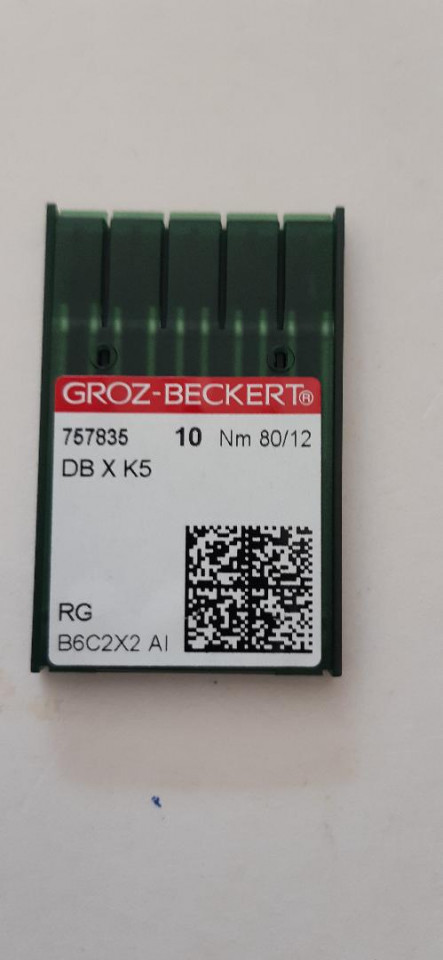 GROZ-BECKERT®
757835 10 Nm 80/12
DB X K5
RG
B6C2X2 AI